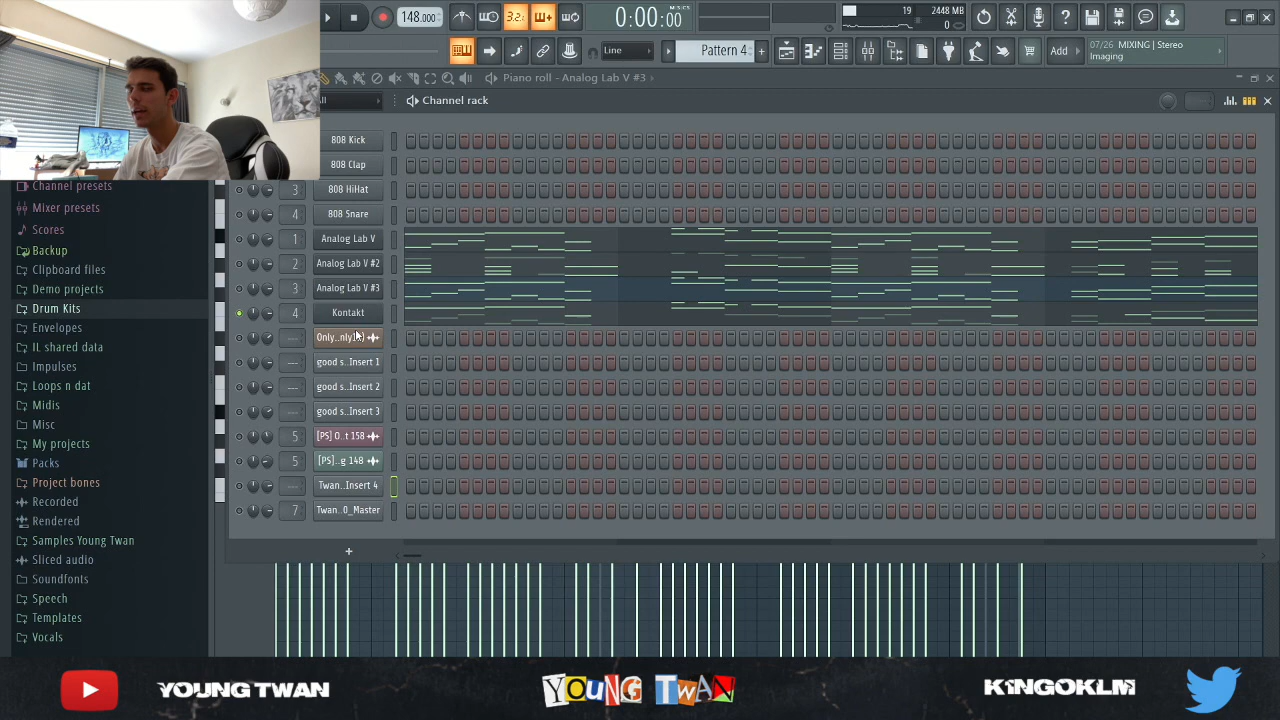 148.000
3.2.
0:00:00
M:S:CS
19
2448 MB
0
Line
Pattern 4
Add
07/26 MIXING | Stereo
Imaging
Piano roll - Analog Lab V #3
Channel rack
808 Kick
808 Clap
3 808 HiHat
4 808 Snare
1 Analog Lab V
2 Analog Lab V #2
3 Analog Lab V #3
4 Kontakt
good s..Insert 1
good s..Insert 2
good s..Insert 3
5 [PS] O..t 158
5 [PS]..g 148
Twan..Insert 4
7 Twan..0_Master
+
Channel presets
Mixer presets
Scores
Backup
Clipboard files
Demo projects
Drum Kits
Envelopes
IL shared data
Impulses
Loops n dat
Midis
Misc
My projects
Packs
Project bones
Recorded
Rendered
Samples Young Twan
Sliced audio
Soundfonts
Speech
Templates
Vocals
YOUNG TWAN
YOUNG TWAN
K1NGOKLM